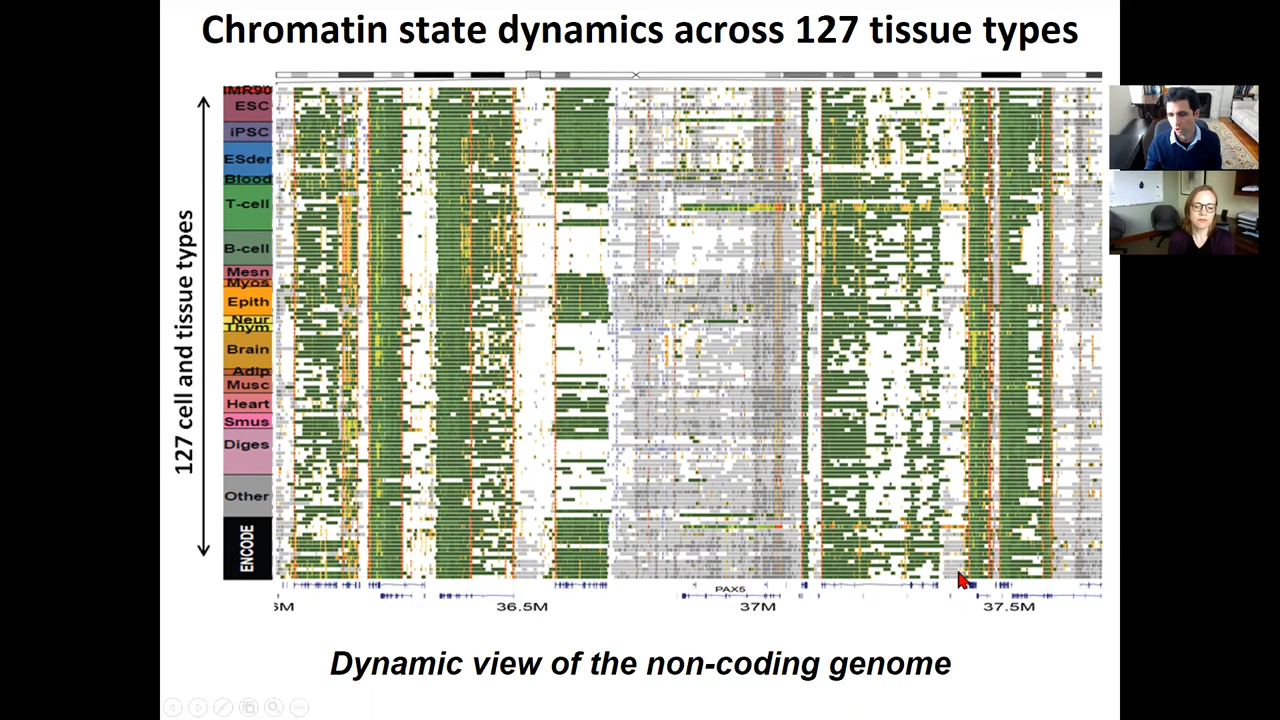 Chromatin state dynamics across 127 tissue types
127 cell and tissue types
IMR90
ESC
iPSC
ESder
Blood
T-cell
B-cell
Mesn
Myos
Epith
Neur
Thym
Brain
Adip
Musc
Heart
Smus
Diges
Other
ENCODE
PAX5
6M 36.5M 37M 37.5M
Dynamic view of the non-coding genome